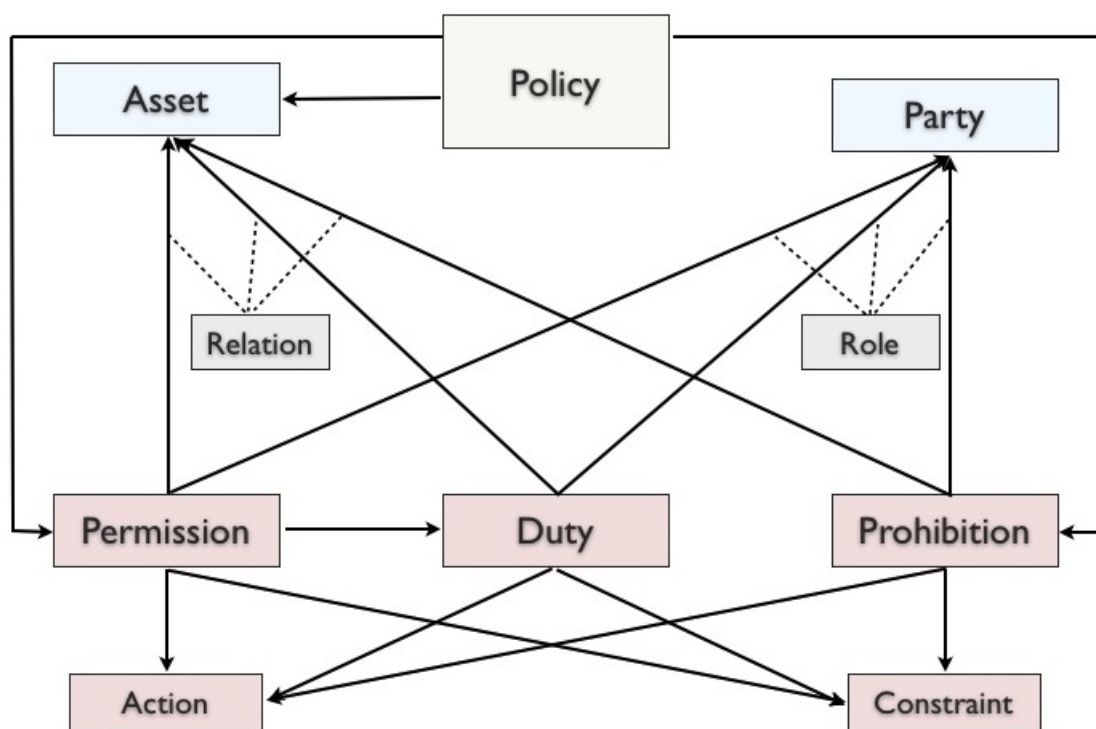 Policy
Asset
Party
Relation
Role
Permission
Duty
Prohibition
Action
Constraint